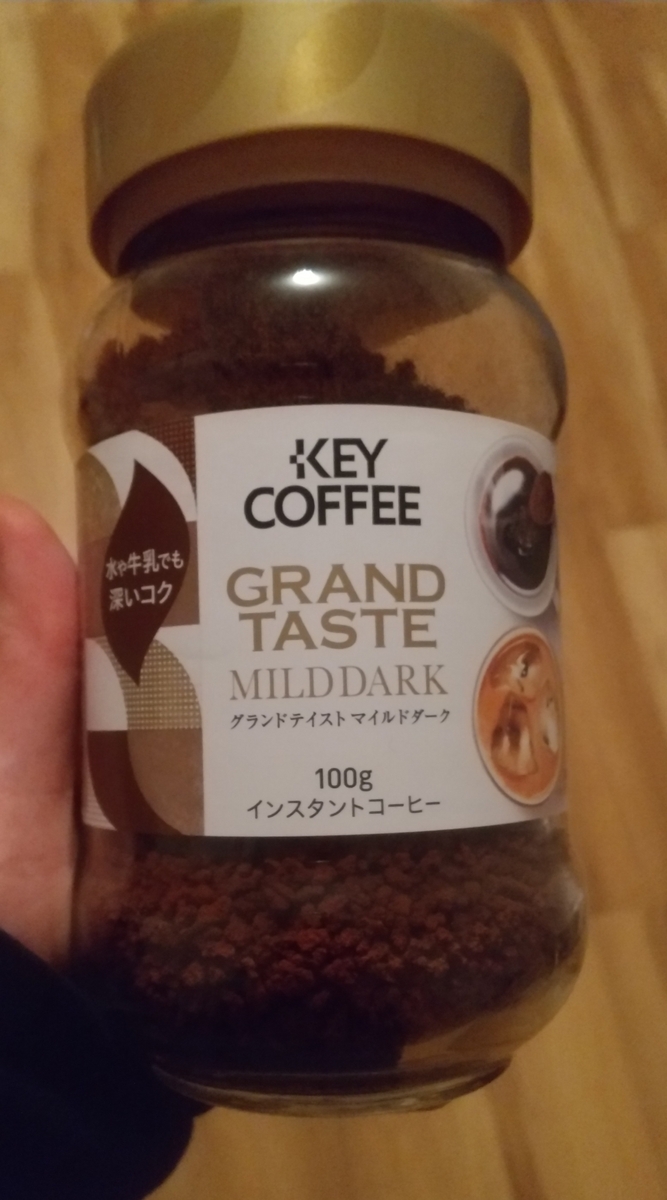 KEY
COFFEE
水や牛乳でも
深いコク
GRAND
TASTE
MILD DARK
グランドテイスト マイルドダーク
100g
インスタントコーヒー